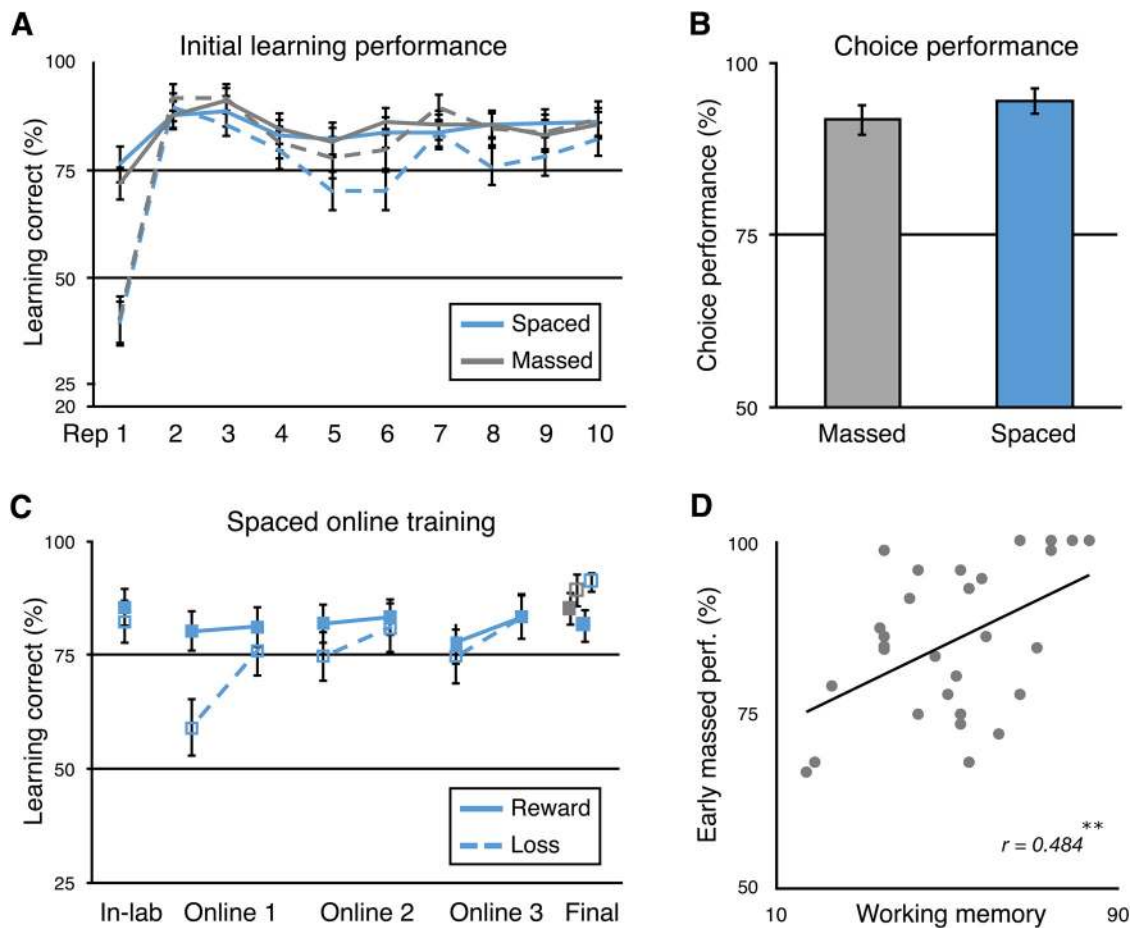 A
Initial learning performance
100
75
50
25
20
Learning correct (%)
Spaced
Massed
Rep 1 2 3 4 5 6 7 8 9 10
B
Choice performance
100
75
50
Choice performance (%)
Massed Spaced
C
Spaced online training
100
75
50
25
Learning correct (%)
Reward
Loss
In-lab Online 1 Online 2 Online 3 Final
D
100
75
50
Early massed perf. (%)
r = 0.484**
10 Working memory 90